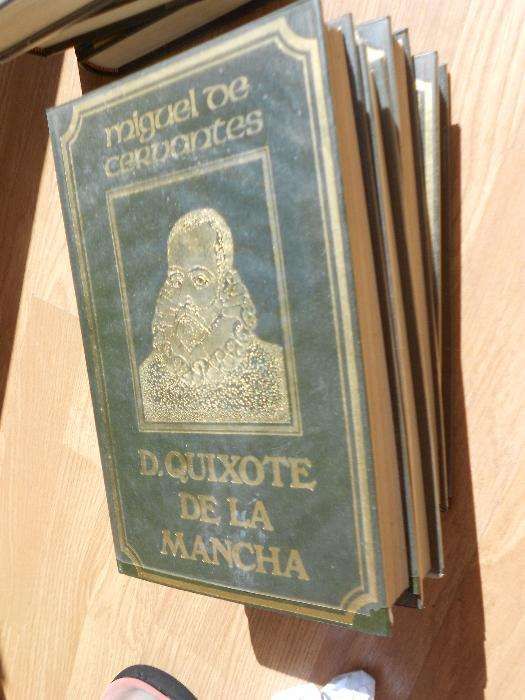 miguel de
cervantes
D. QUIXOTE
DE LA
MANCHA